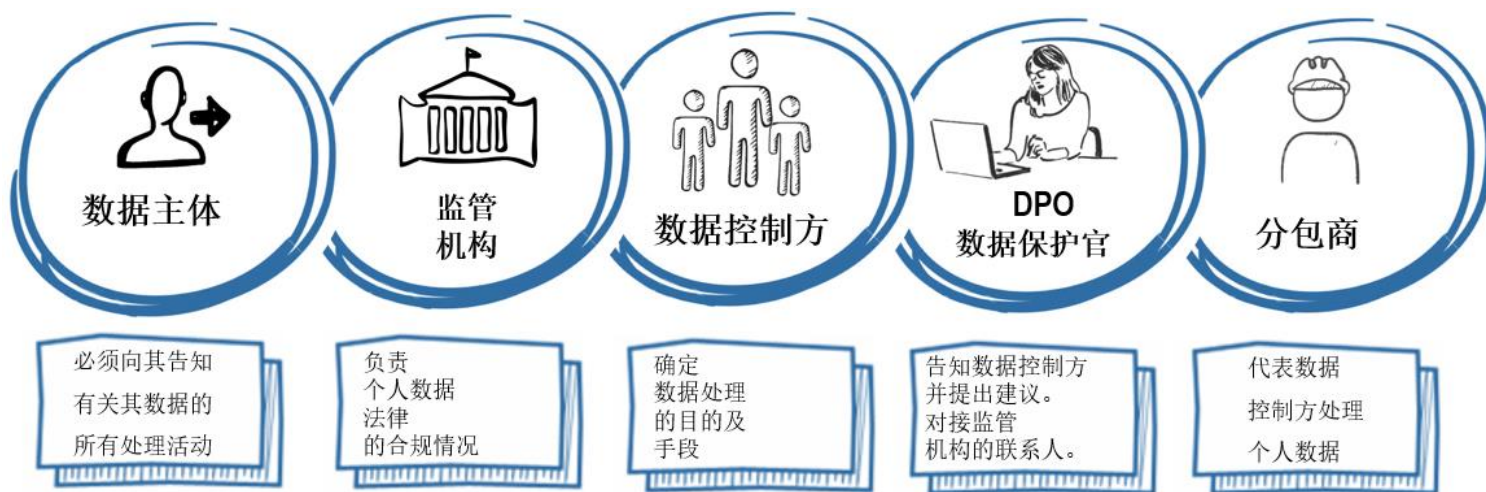 数据主体
监管
机构
数据控制方
DPO
数据保护官
分包商
必须向其告知
有关其数据的
所有处理活动
负责
个人数据
法律
的合规情况
确定
数据处理
的目的及
手段
告知数据控制方
并提出建议。
对接监管
机构的联系人。
代表数据
控制方处理
个人数据